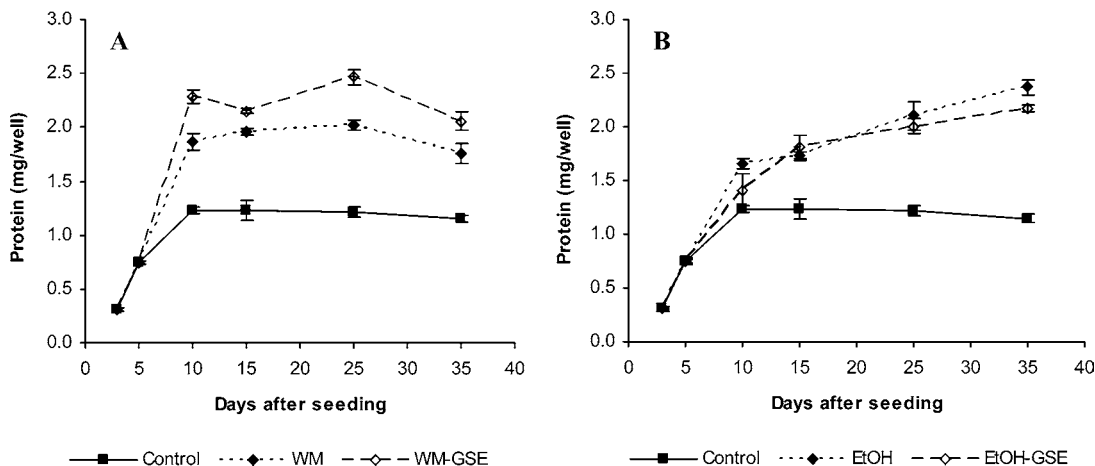 A
Protein (mg/well)
3.0
2.5
2.0
1.5
1.0
0.5
0.0
0 5 10 15 20 25 30 35 40
Days after seeding
Control WM WM-GSE
B
Protein (mg/well)
3.0
2.5
2.0
1.5
1.0
0.5
0.0
0 5 10 15 20 25 30 35 40
Days after seeding
Control EtOH EtOH-GSE